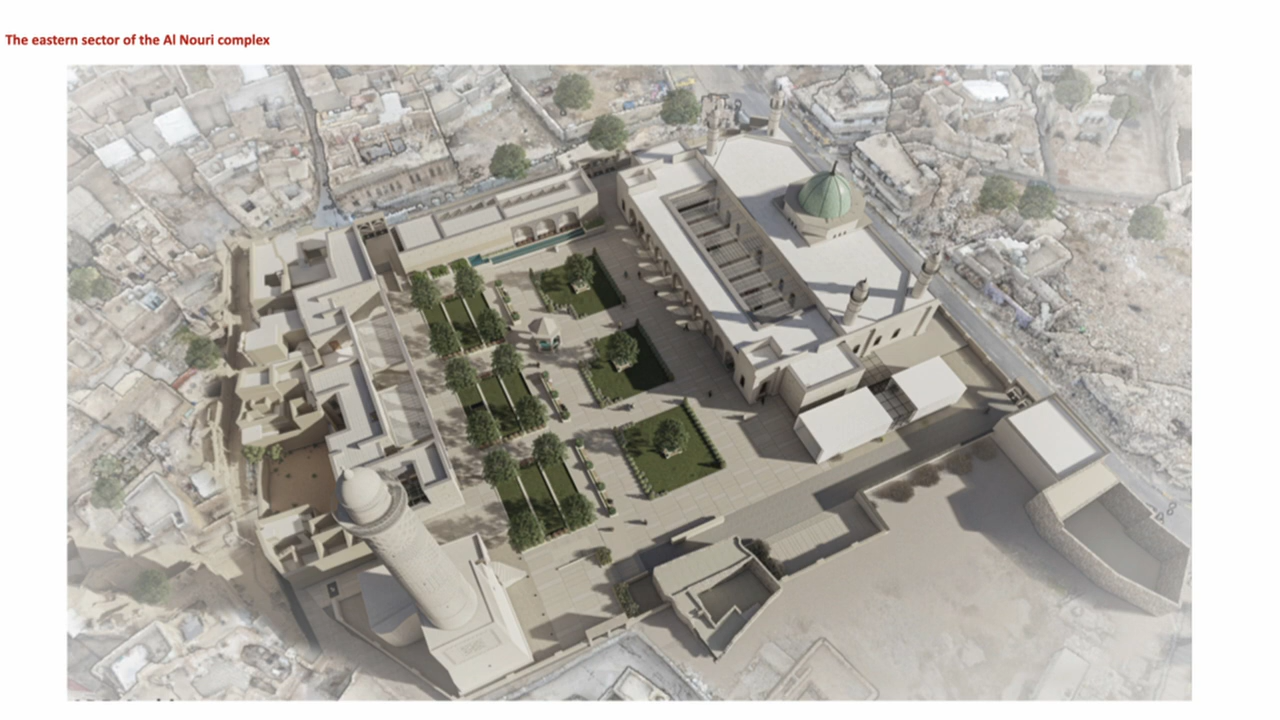 The eastern sector of the Al Nouri complex